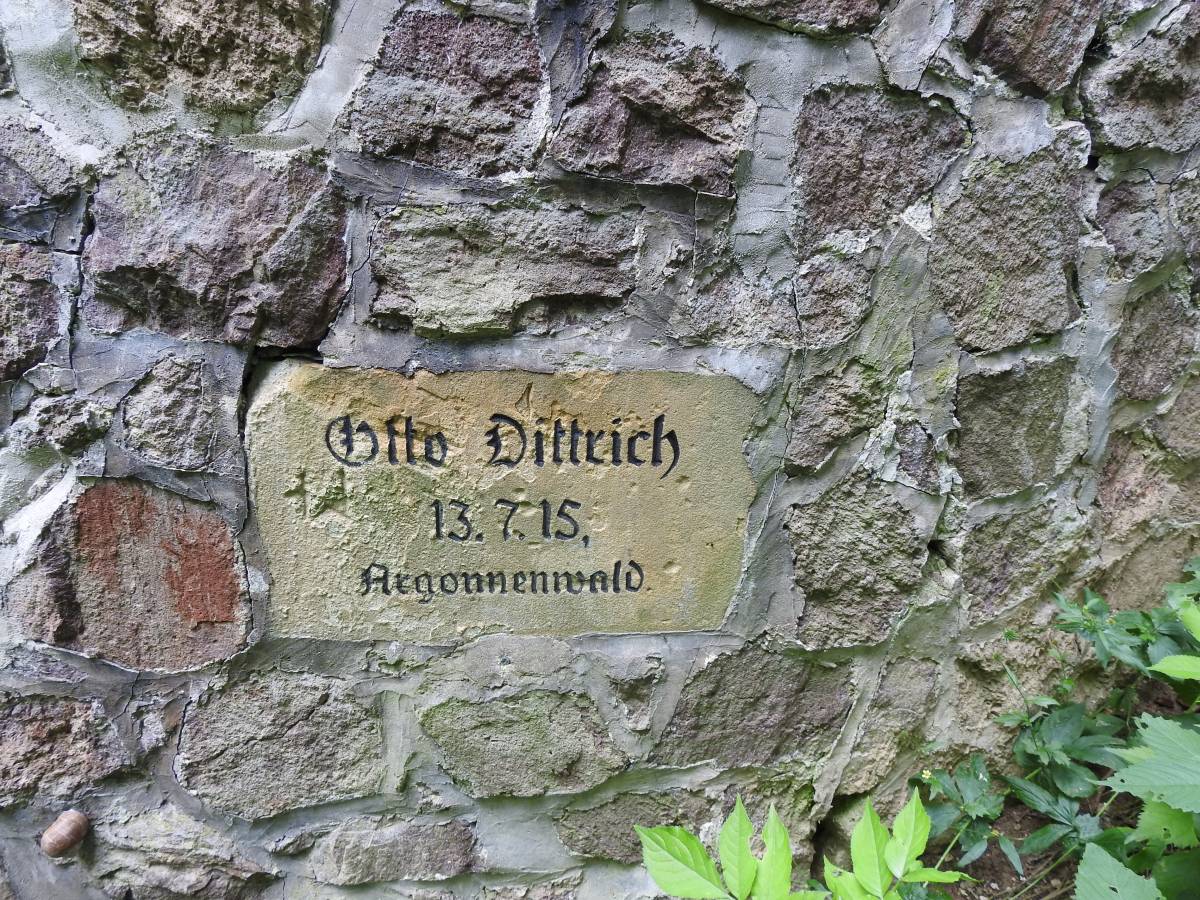 Otto Dittrich
13.7.15,
Argonnenwald.